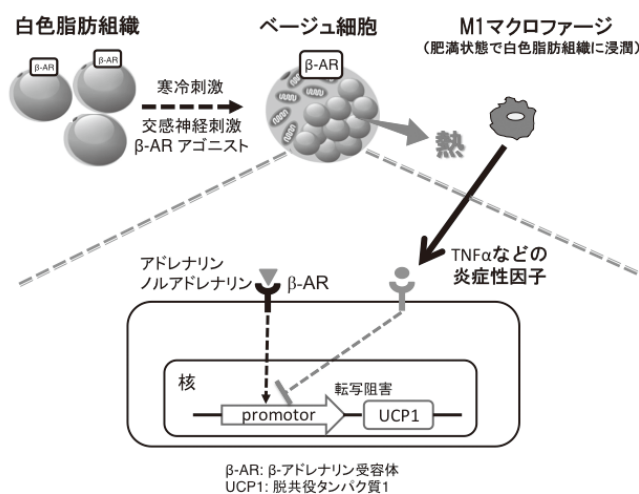 白色脂肪組織
ベージュ細胞
M1マクロファージ
(肥満状態で白色脂肪組織に浸潤)
β-AR
β-AR
β-AR
寒冷刺激
交感神経刺激
β-AR アゴニスト
熱
TNFαなどの
炎症性因子
アドレナリン
ノルアドレナリン
β-AR
核
転写阻害
promotor
UCP1
β-AR: β-アドレナリン受容体
UCP1: 脱共役タンパク質1